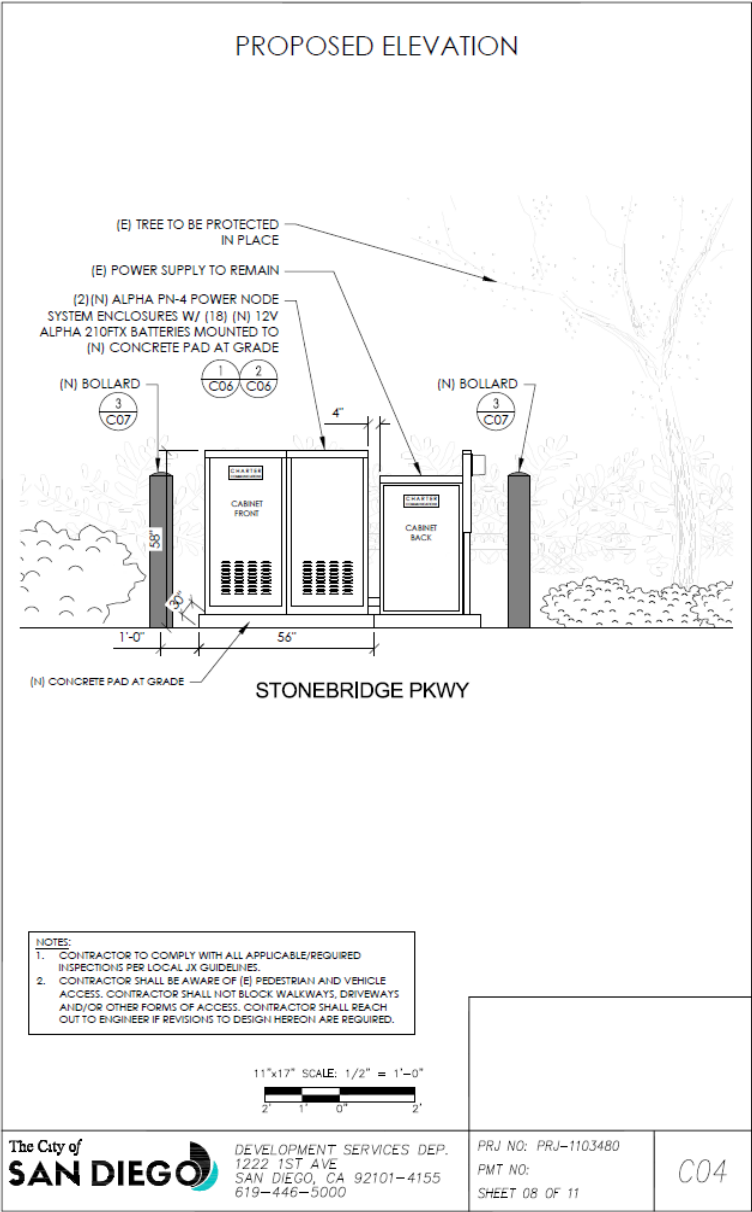 PROPOSED ELEVATION
(E) TREE TO BE PROTECTED
IN PLACE
(E) POWER SUPPLY TO REMAIN
(2)(N) ALPHA PN-4 POWER NODE
SYSTEM ENCLOSURES W/ (18) (N) 12V
ALPHA 210FTX BATTERIES MOUNTED TO
(N) CONCRETE PAD AT GRADE
1
C06
2
C06
(N) BOLLARD
3
C07
(N) BOLLARD
3
C07
4"
CHARTER
COMMUNICATIONS
CABINET
FRONT
CHARTER
COMMUNICATIONS
CABINET
BACK
58"
30"
1'-0"
56"
(N) CONCRETE PAD AT GRADE
STONEBRIDGE PKWY
NOTES:
1. CONTRACTOR TO COMPLY WITH ALL APPLICABLE/REQUIRED
INSPECTIONS PER LOCAL JX GUIDELINES.
2. CONTRACTOR SHALL BE AWARE OF (E) PEDESTRIAN AND VEHICLE
ACCESS. CONTRACTOR SHALL NOT BLOCK WALKWAYS, DRIVEWAYS
AND/OR OTHER FORMS OF ACCESS. CONTRACTOR SHALL REACH
OUT TO ENGINEER IF REVISIONS TO DESIGN HEREON ARE REQUIRED.
11"x17" SCALE: 1/2" = 1'-0"
2' 1' 0" 2'
The City of
SAN DIEGO
DEVELOPMENT SERVICES DEP.
1222 1ST AVE
SAN DIEGO, CA 92101-4155
619-446-5000
PRJ NO: PRJ-1103480
PMT NO:
SHEET 08 OF 11
C04